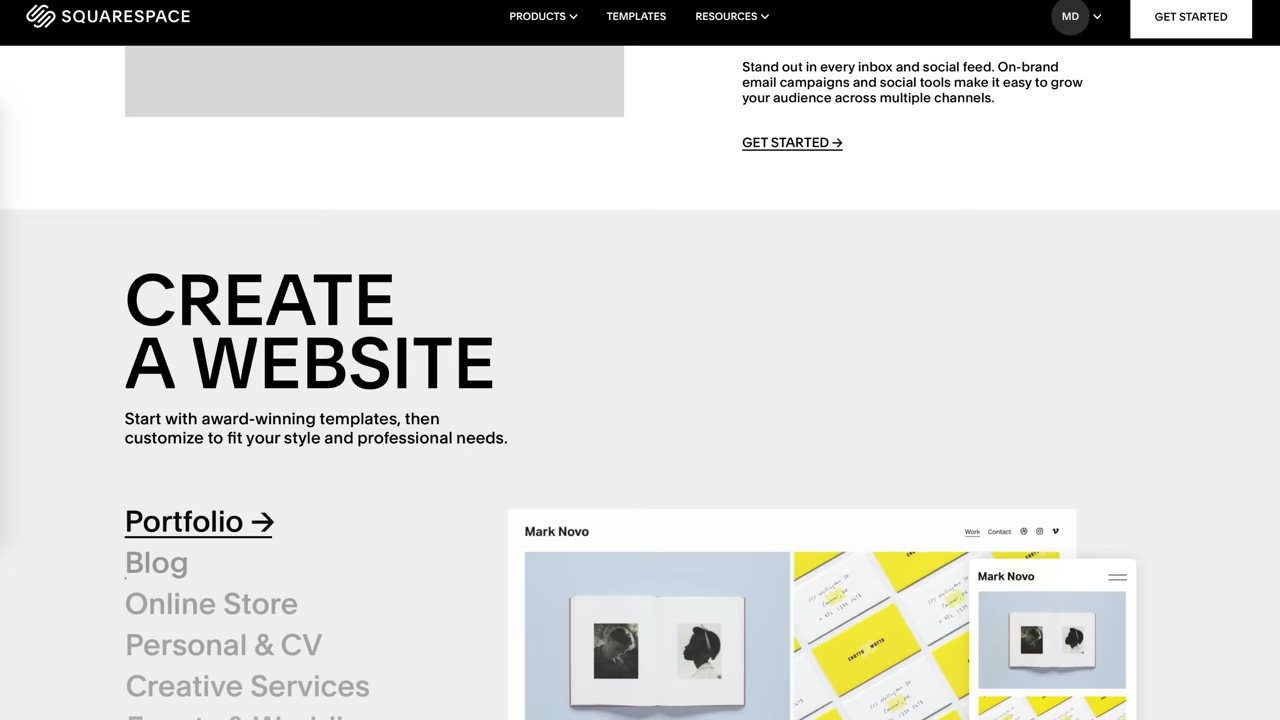 SQUARESPACE
PRODUCTS
TEMPLATES
RESOURCES
MD
GET STARTED
Stand out in every inbox and social feed. On-brand
email campaigns and social tools make it easy to grow
your audience across multiple channels.
GET STARTED →
CREATE
A WEBSITE
Start with award-winning templates, then
customize to fit your style and professional needs.
Portfolio →
Blog
Online Store
Personal & CV
Creative Services
Mark Novo
Work
Contact
Mark Novo